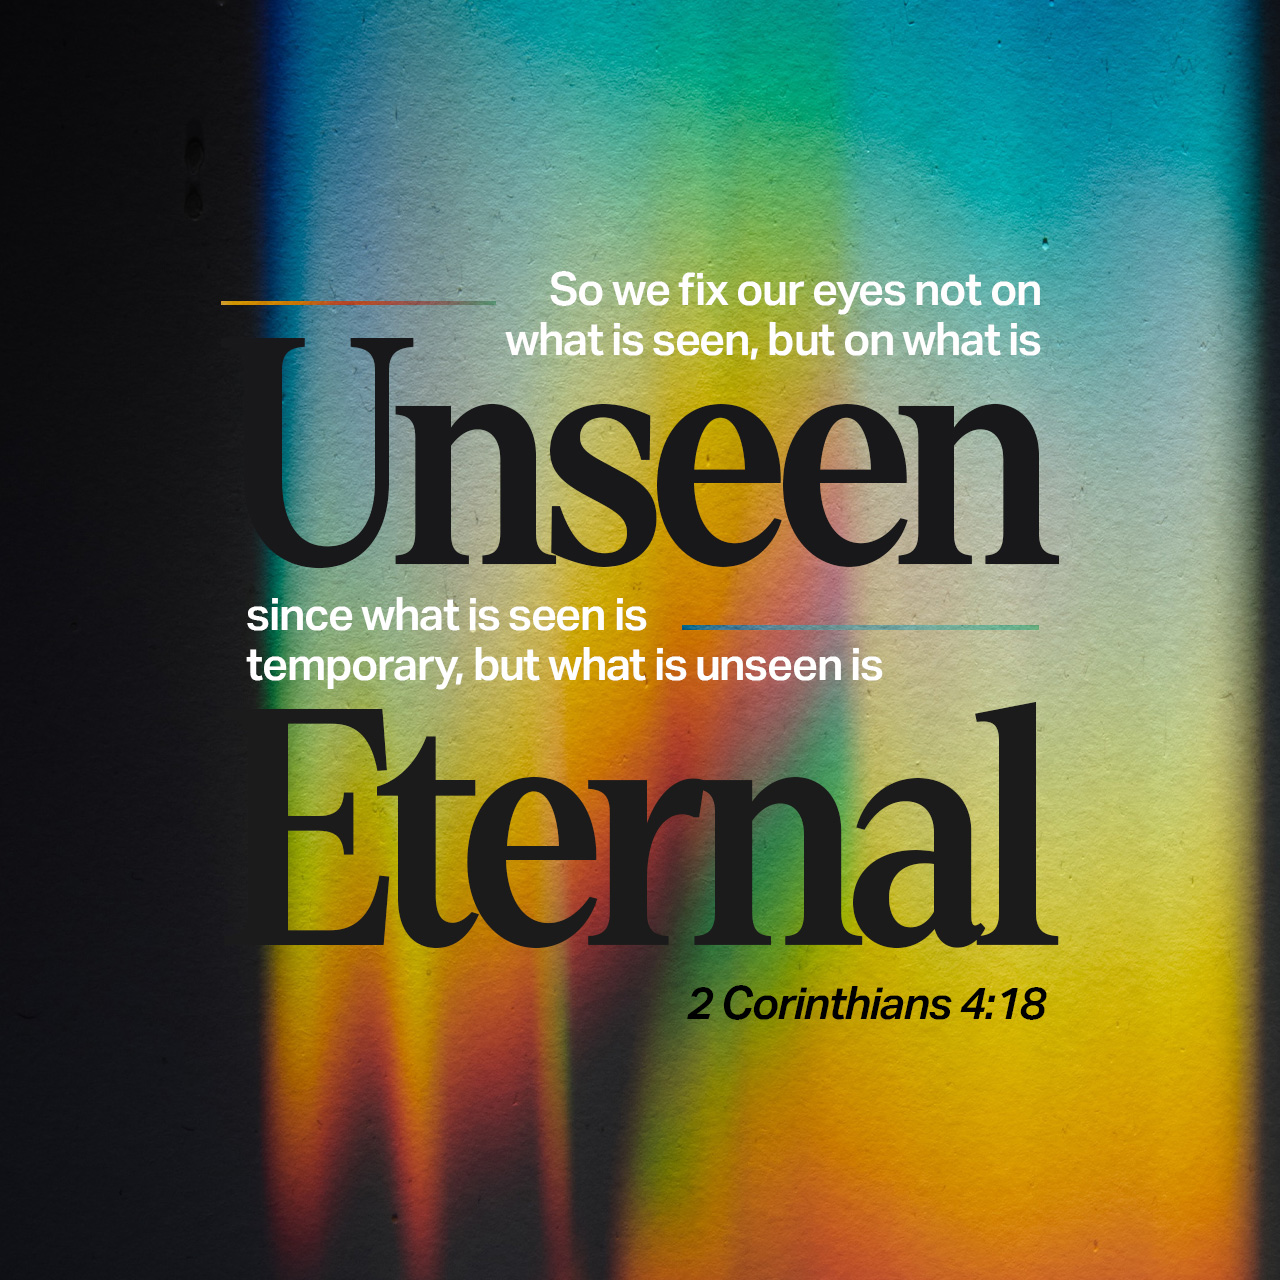 So we fix our eyes not on
what is seen, but on what is
Unseen
since what is seen is
temporary, but what is unseen is
Eternal
2 Corinthians 4:18